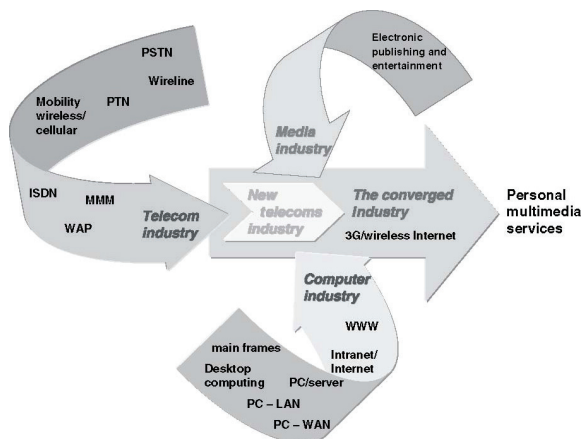 PSTN
Wireline
Mobility
wireless/
cellular
PTN
ISDN
MMM
WAP
Telecom
industry
Electronic
publishing and
entertainment
Media
industry
New
telecoms
industry
The converged
industry
3G/wireless Internet
Personal
multimedia
services
Computer
industry
WWW
Intranet/
Internet
main frames
Desktop
computing
PC/server
PC – LAN
PC – WAN